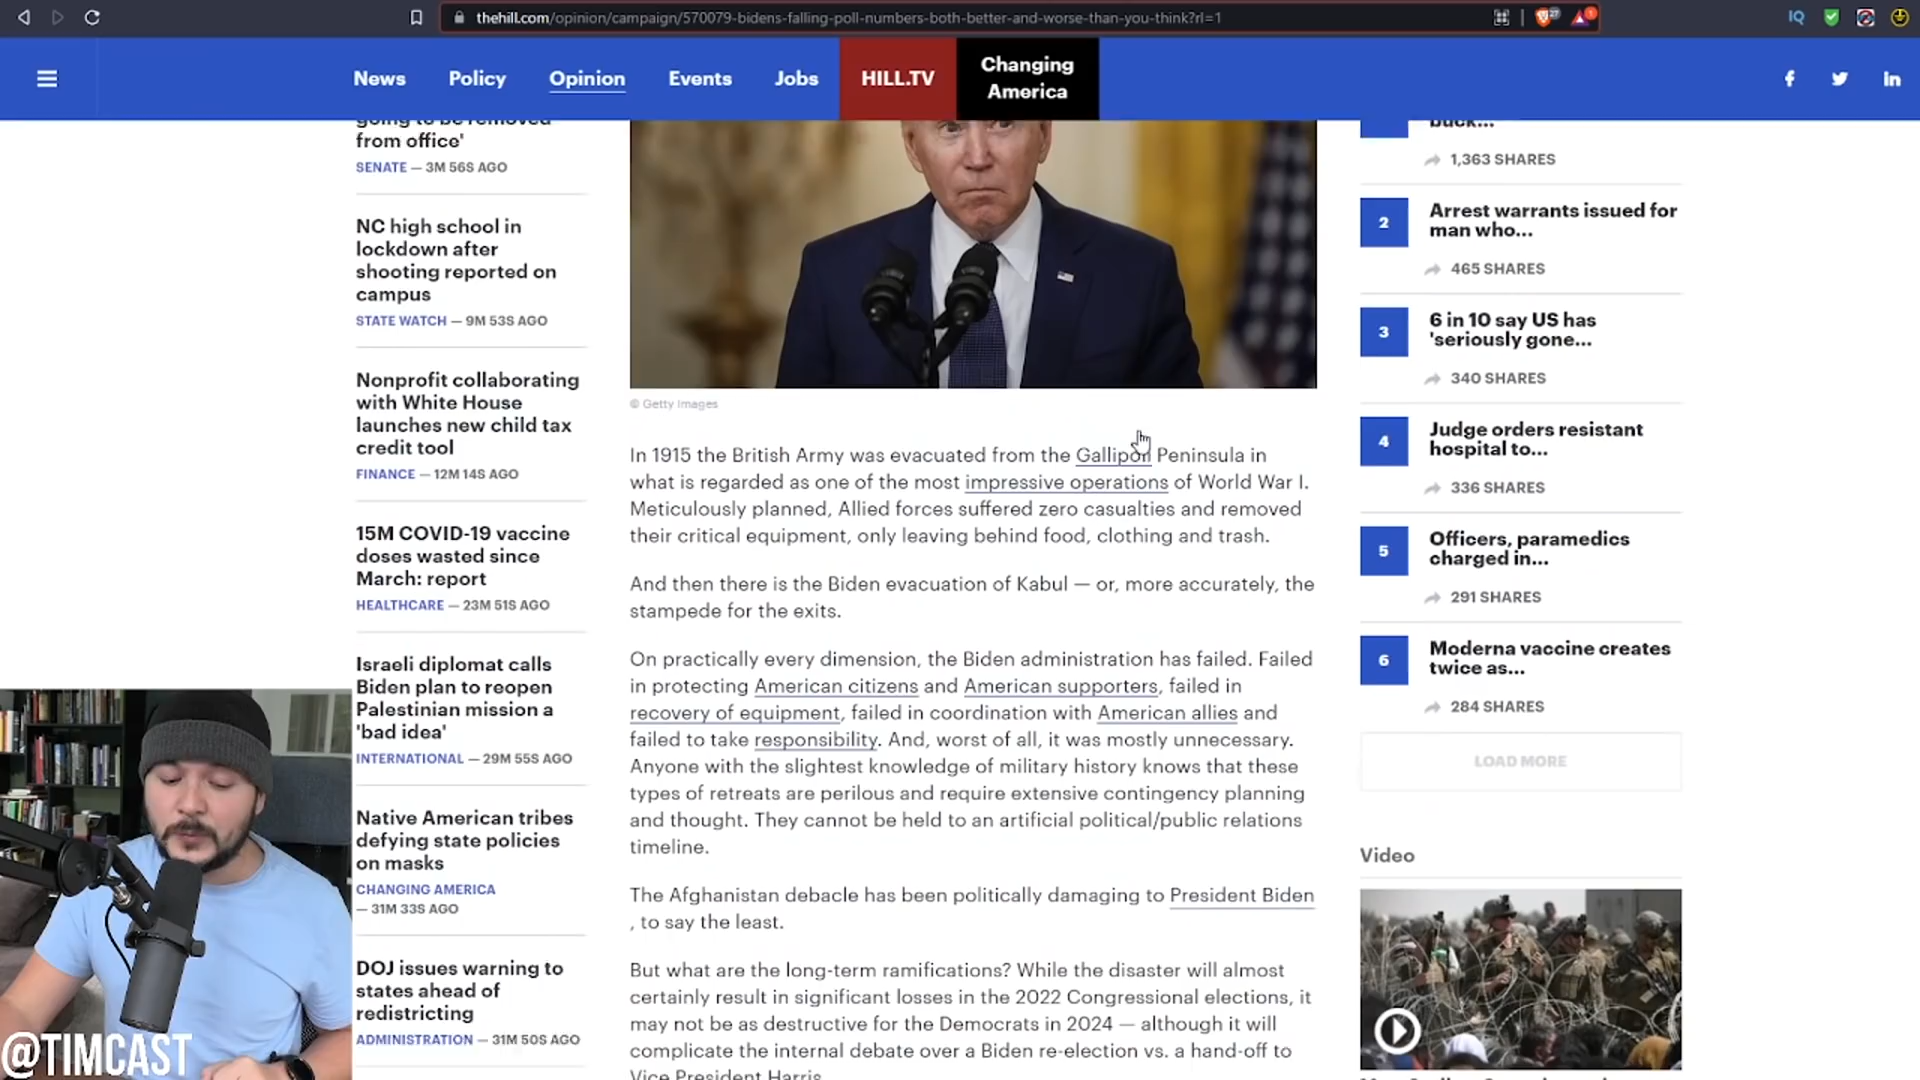 thehill.com/opinion/campaign/570079-bidens-falling-poll-numbers-both-better-and-worse-than-you-think?rl=1
IQ
News
Policy
Opinion
Events
Jobs
HILL.TV
Changing
America
going to be removed
from office'
SENATE — 3M 56S AGO
NC high school in
lockdown after
shooting reported on
campus
STATE WATCH — 9M 53S AGO
Nonprofit collaborating
with White House
launches new child tax
credit tool
FINANCE — 12M 14S AGO
15M COVID-19 vaccine
doses wasted since
March: report
HEALTHCARE — 23M 51S AGO
Israeli diplomat calls
Biden plan to reopen
Palestinian mission a
'bad idea'
INTERNATIONAL — 29M 55S AGO
Native American tribes
defying state policies
on masks
CHANGING AMERICA
— 31M 33S AGO
DOJ issues warning to
states ahead of
redistricting
ADMINISTRATION — 31M 50S AGO
© Getty Images
In 1915 the British Army was evacuated from the Gallipoli Peninsula in
what is regarded as one of the most impressive operations of World War I.
Meticulously planned, Allied forces suffered zero casualties and removed
their critical equipment, only leaving behind food, clothing and trash.
And then there is the Biden evacuation of Kabul — or, more accurately, the
stampede for the exits.
On practically every dimension, the Biden administration has failed. Failed
in protecting American citizens and American supporters, failed in
recovery of equipment, failed in coordination with American allies and
failed to take responsibility. And, worst of all, it was mostly unnecessary.
Anyone with the slightest knowledge of military history knows that these
types of retreats are perilous and require extensive contingency planning
and thought. They cannot be held to an artificial political/public relations
timeline.
The Afghanistan debacle has been politically damaging to President Biden
, to say the least.
But what are the long-term ramifications? While the disaster will almost
certainly result in significant losses in the 2022 Congressional elections, it
may not be as destructive for the Democrats in 2024 — although it will
complicate the internal debate over a Biden re-election vs. a hand-off to
Vice President Harris
buck...
1,363 SHARES
2
Arrest warrants issued for
man who...
465 SHARES
3
6 in 10 say US has
'seriously gone...
340 SHARES
4
Judge orders resistant
hospital to...
336 SHARES
5
Officers, paramedics
charged in...
291 SHARES
6
Moderna vaccine creates
twice as...
284 SHARES
LOAD MORE
Video
@TIMCAST